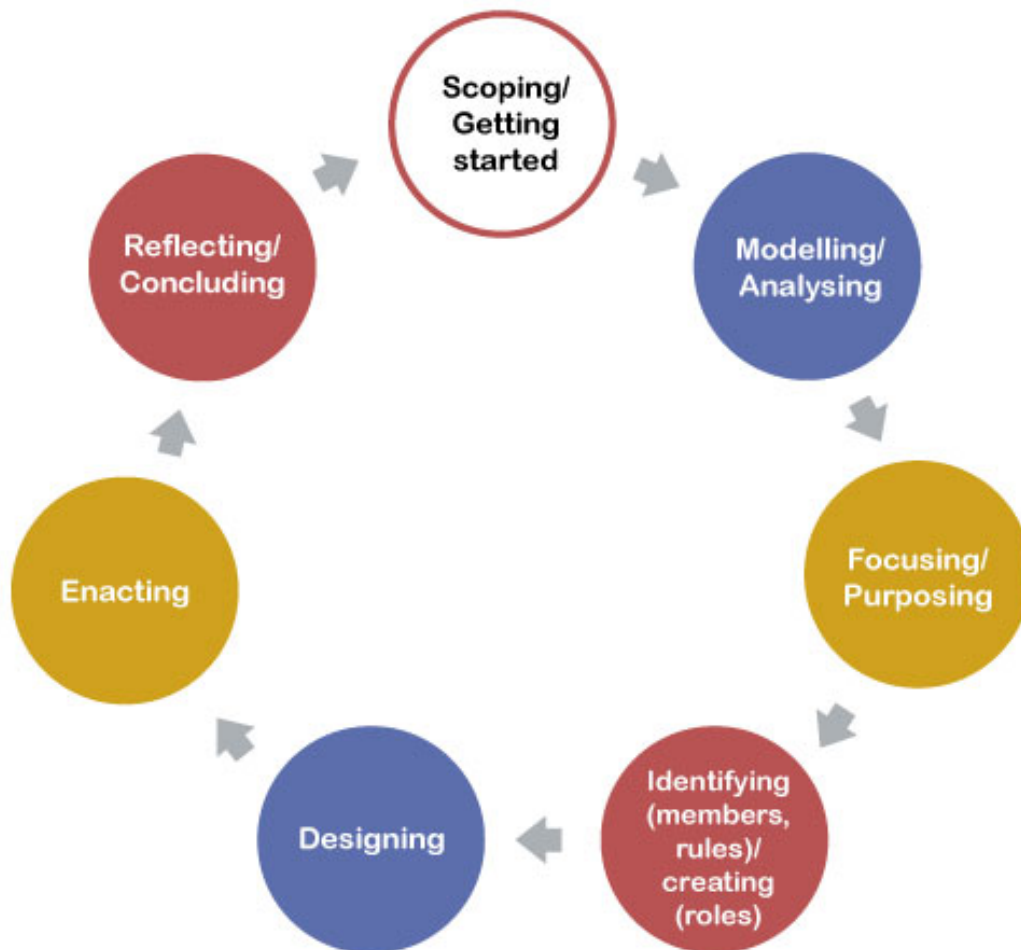 Scoping/
Getting
started
Modelling/
Analysing
Focusing/
Purposing
Identifying
(members,
rules)/
creating
(roles)
Designing
Enacting
Reflecting/
Concluding